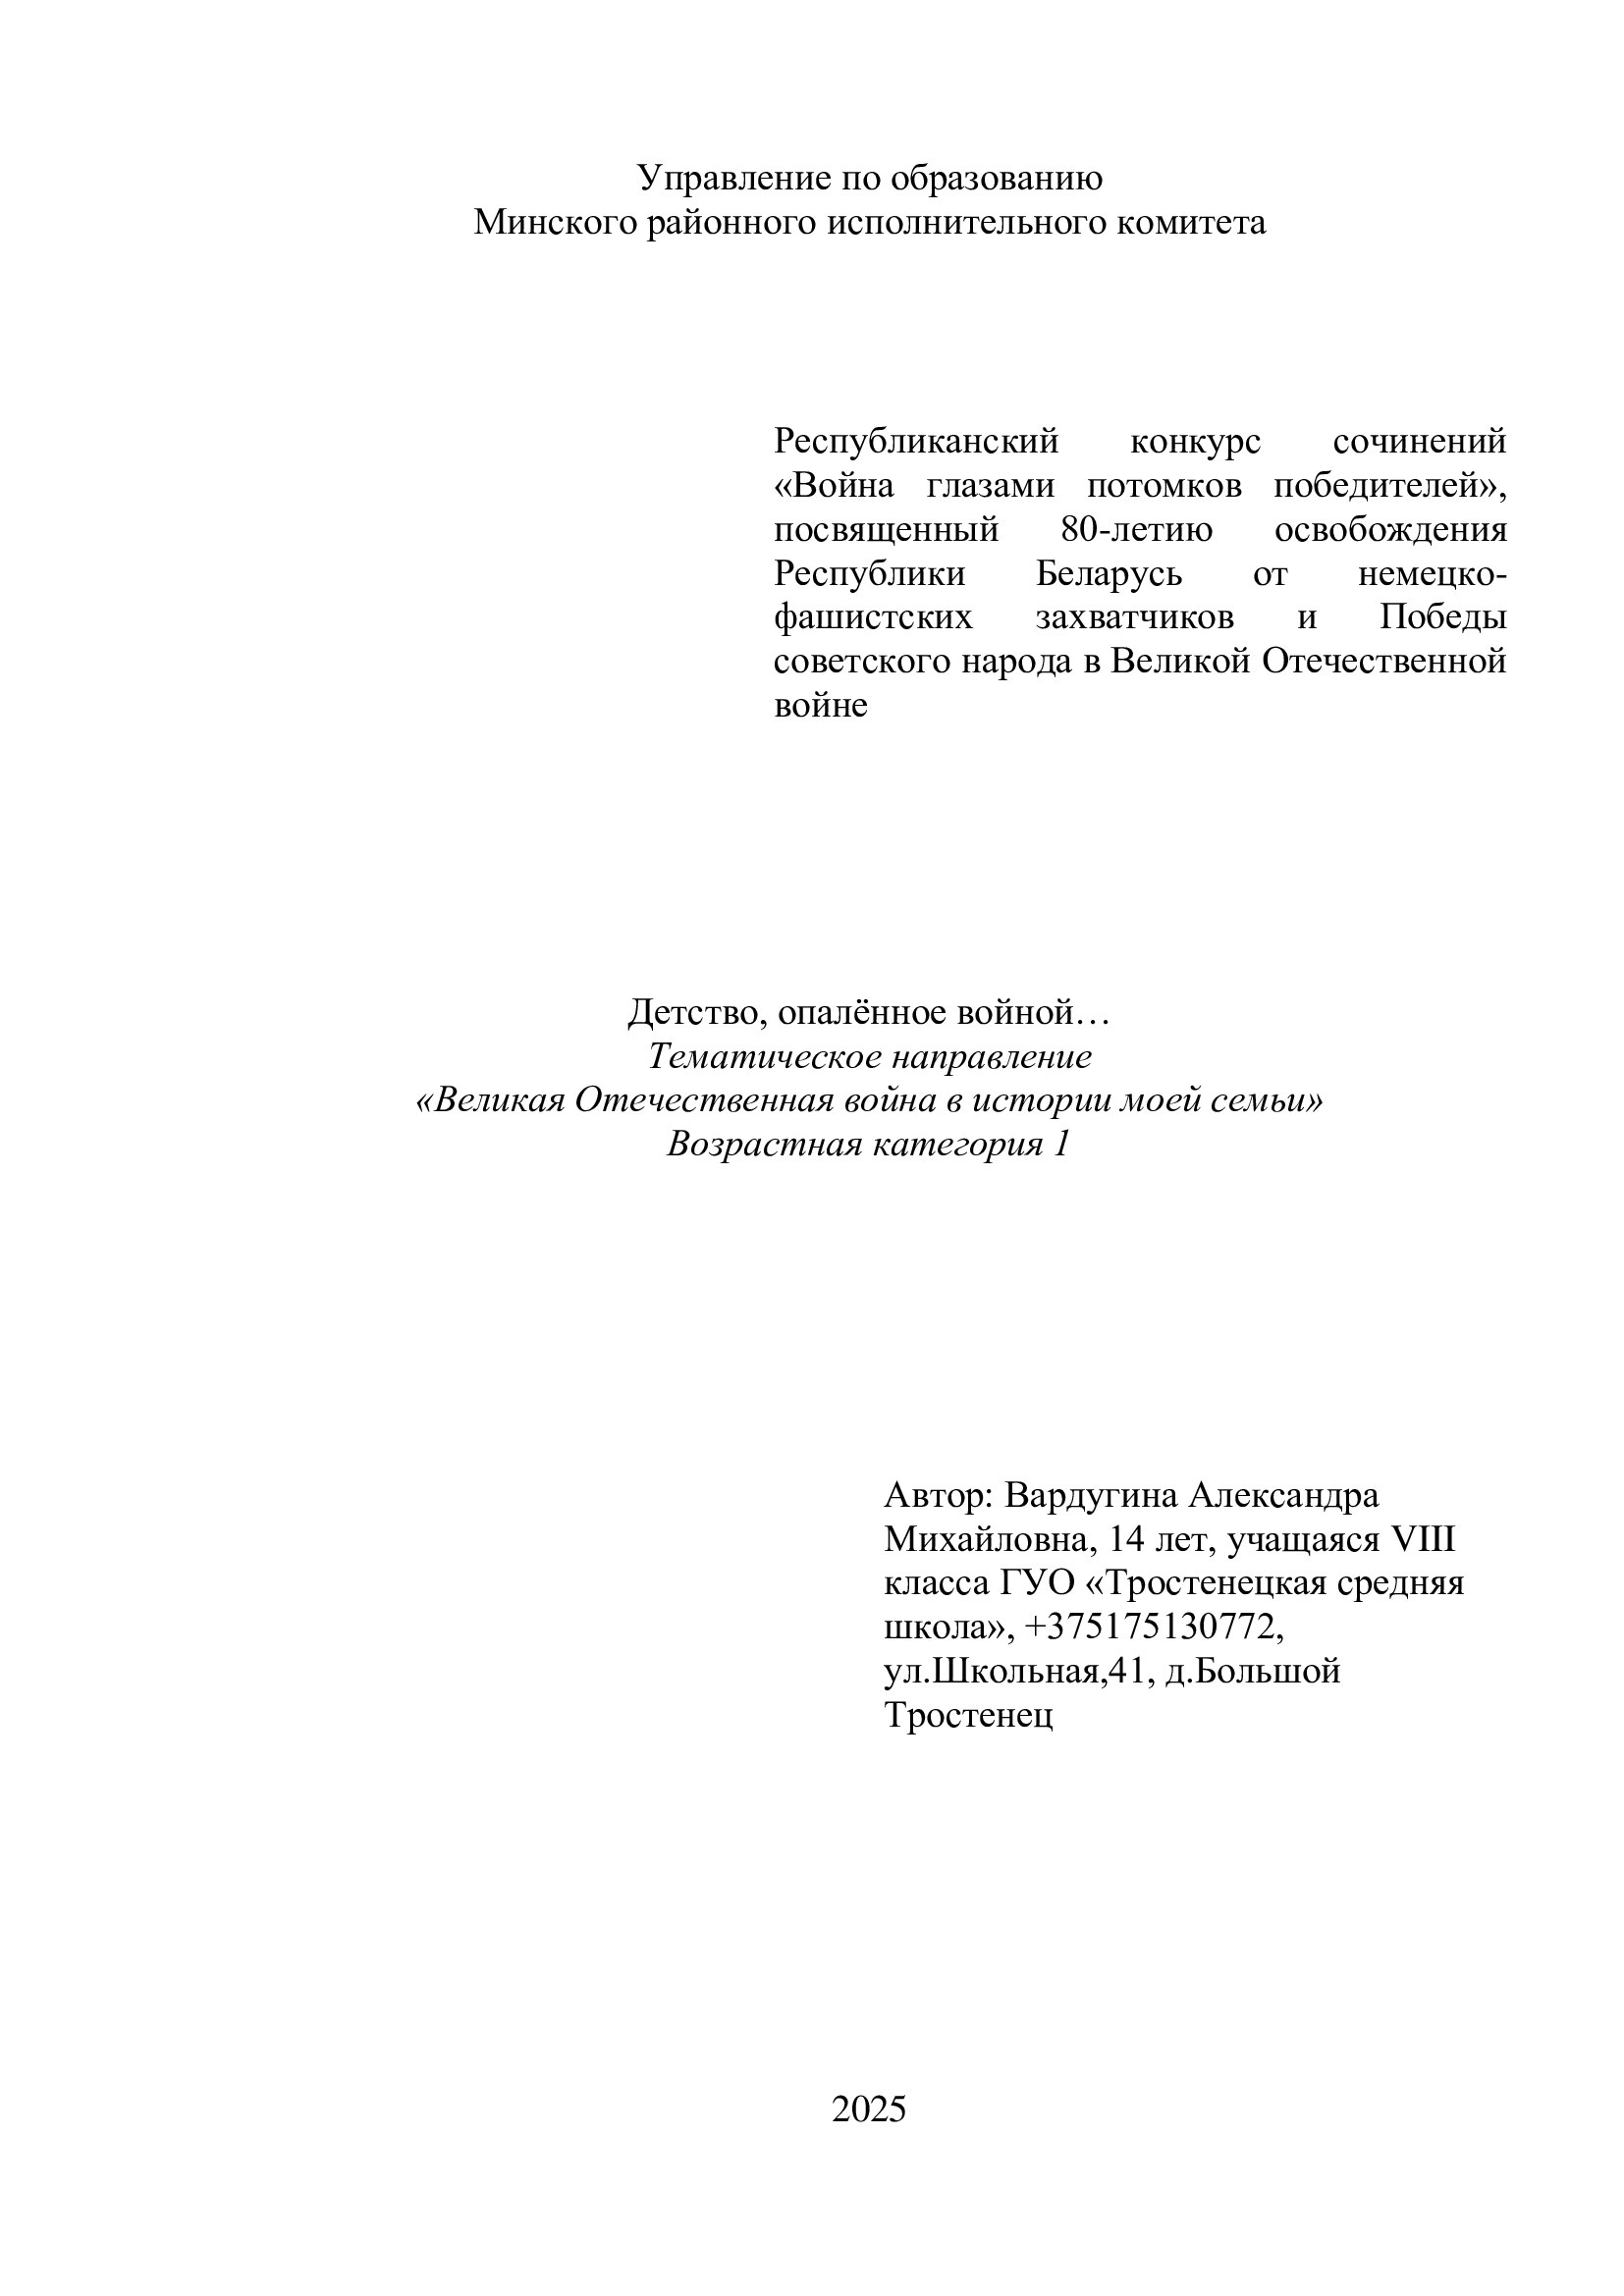 Управление по образованию
Минского районного исполнительного комитета
Республиканский конкурс сочинений
«Война глазами потомков победителей»,
посвященный 80-летию освобождения
Республики Беларусь от немецко-
фашистских захватчиков и Победы
советского народа в Великой Отечественной
войне
Детство, опалённое войной…
Тематическое направление
«Великая Отечественная война в истории моей семьи»
Возрастная категория 1
Автор: Вардугина Александра
Михайловна, 14 лет, учащаяся VIII
класса ГУО «Тростенецкая средняя
школа», +375175130772,
ул.Школьная,41, д.Большой
Тростенец
2025